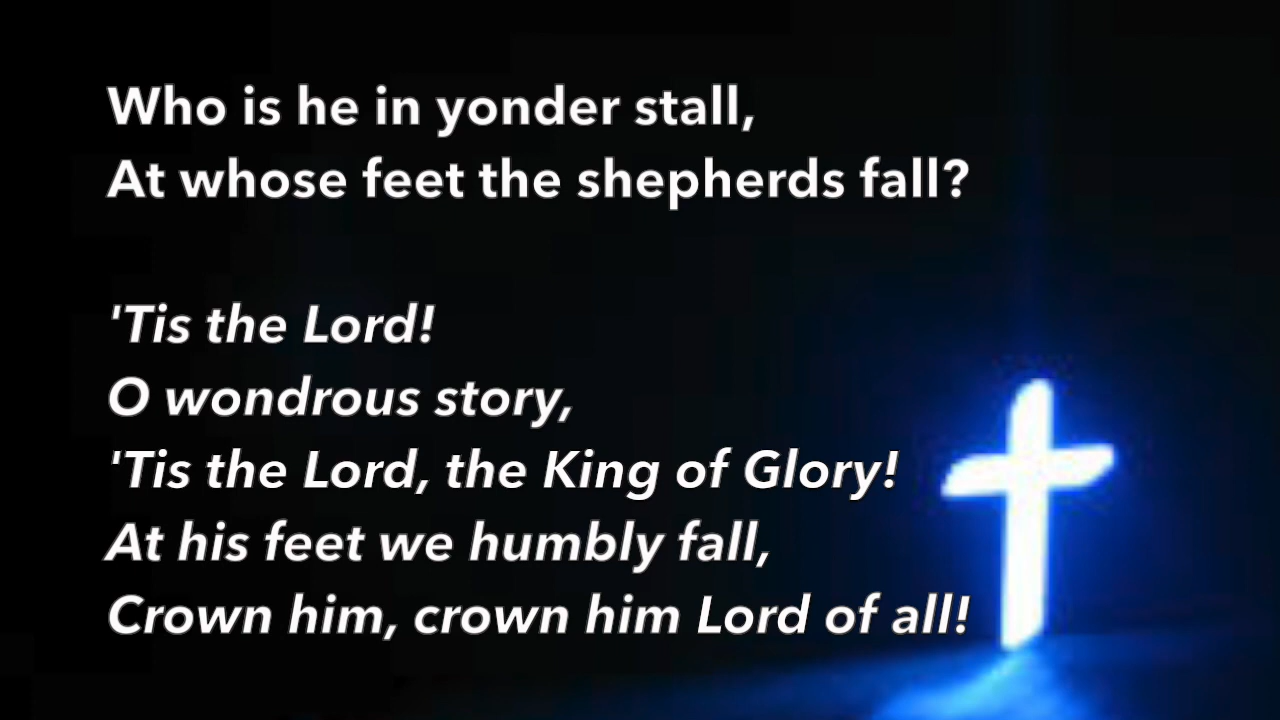 Who is he in yonder stall,
At whose feet the shepherds fall?
'Tis the Lord!
O wondrous story,
'Tis the Lord, the King of Glory!
At his feet we humbly fall,
Crown him, crown him Lord of all!